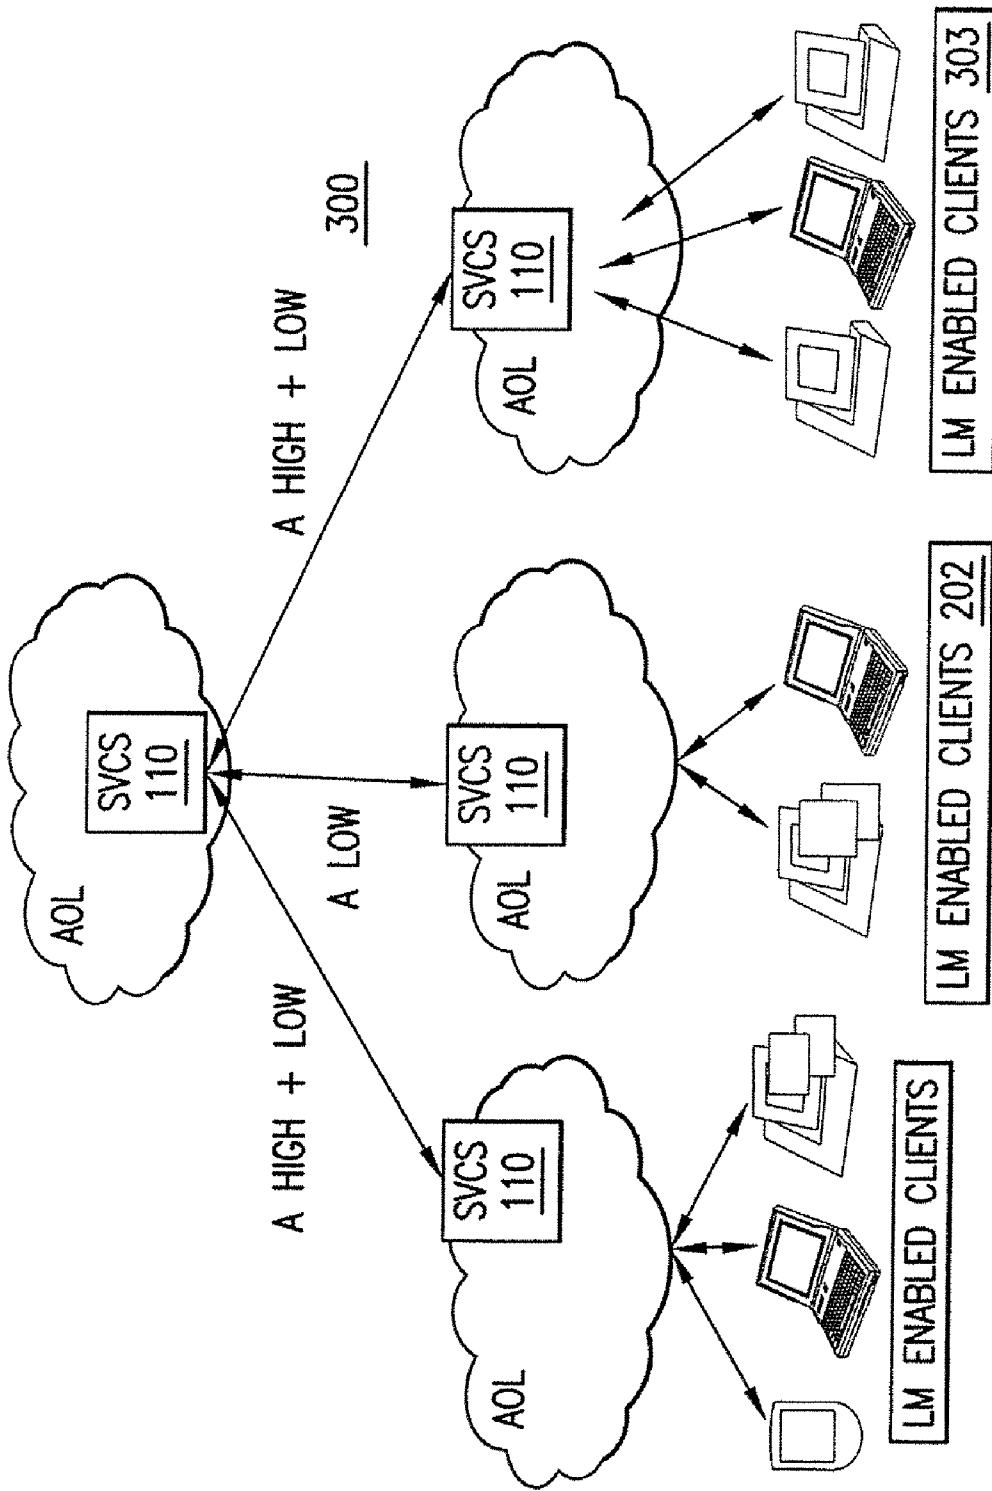 AOL
SVCS
110
A HIGH + LOW
A LOW
A HIGH + LOW
300
AOL
SVCS
110
AOL
SVCS
110
AOL
SVCS
110
LM ENABLED CLIENTS
LM ENABLED CLIENTS 202
LM ENABLED CLIENTS 303